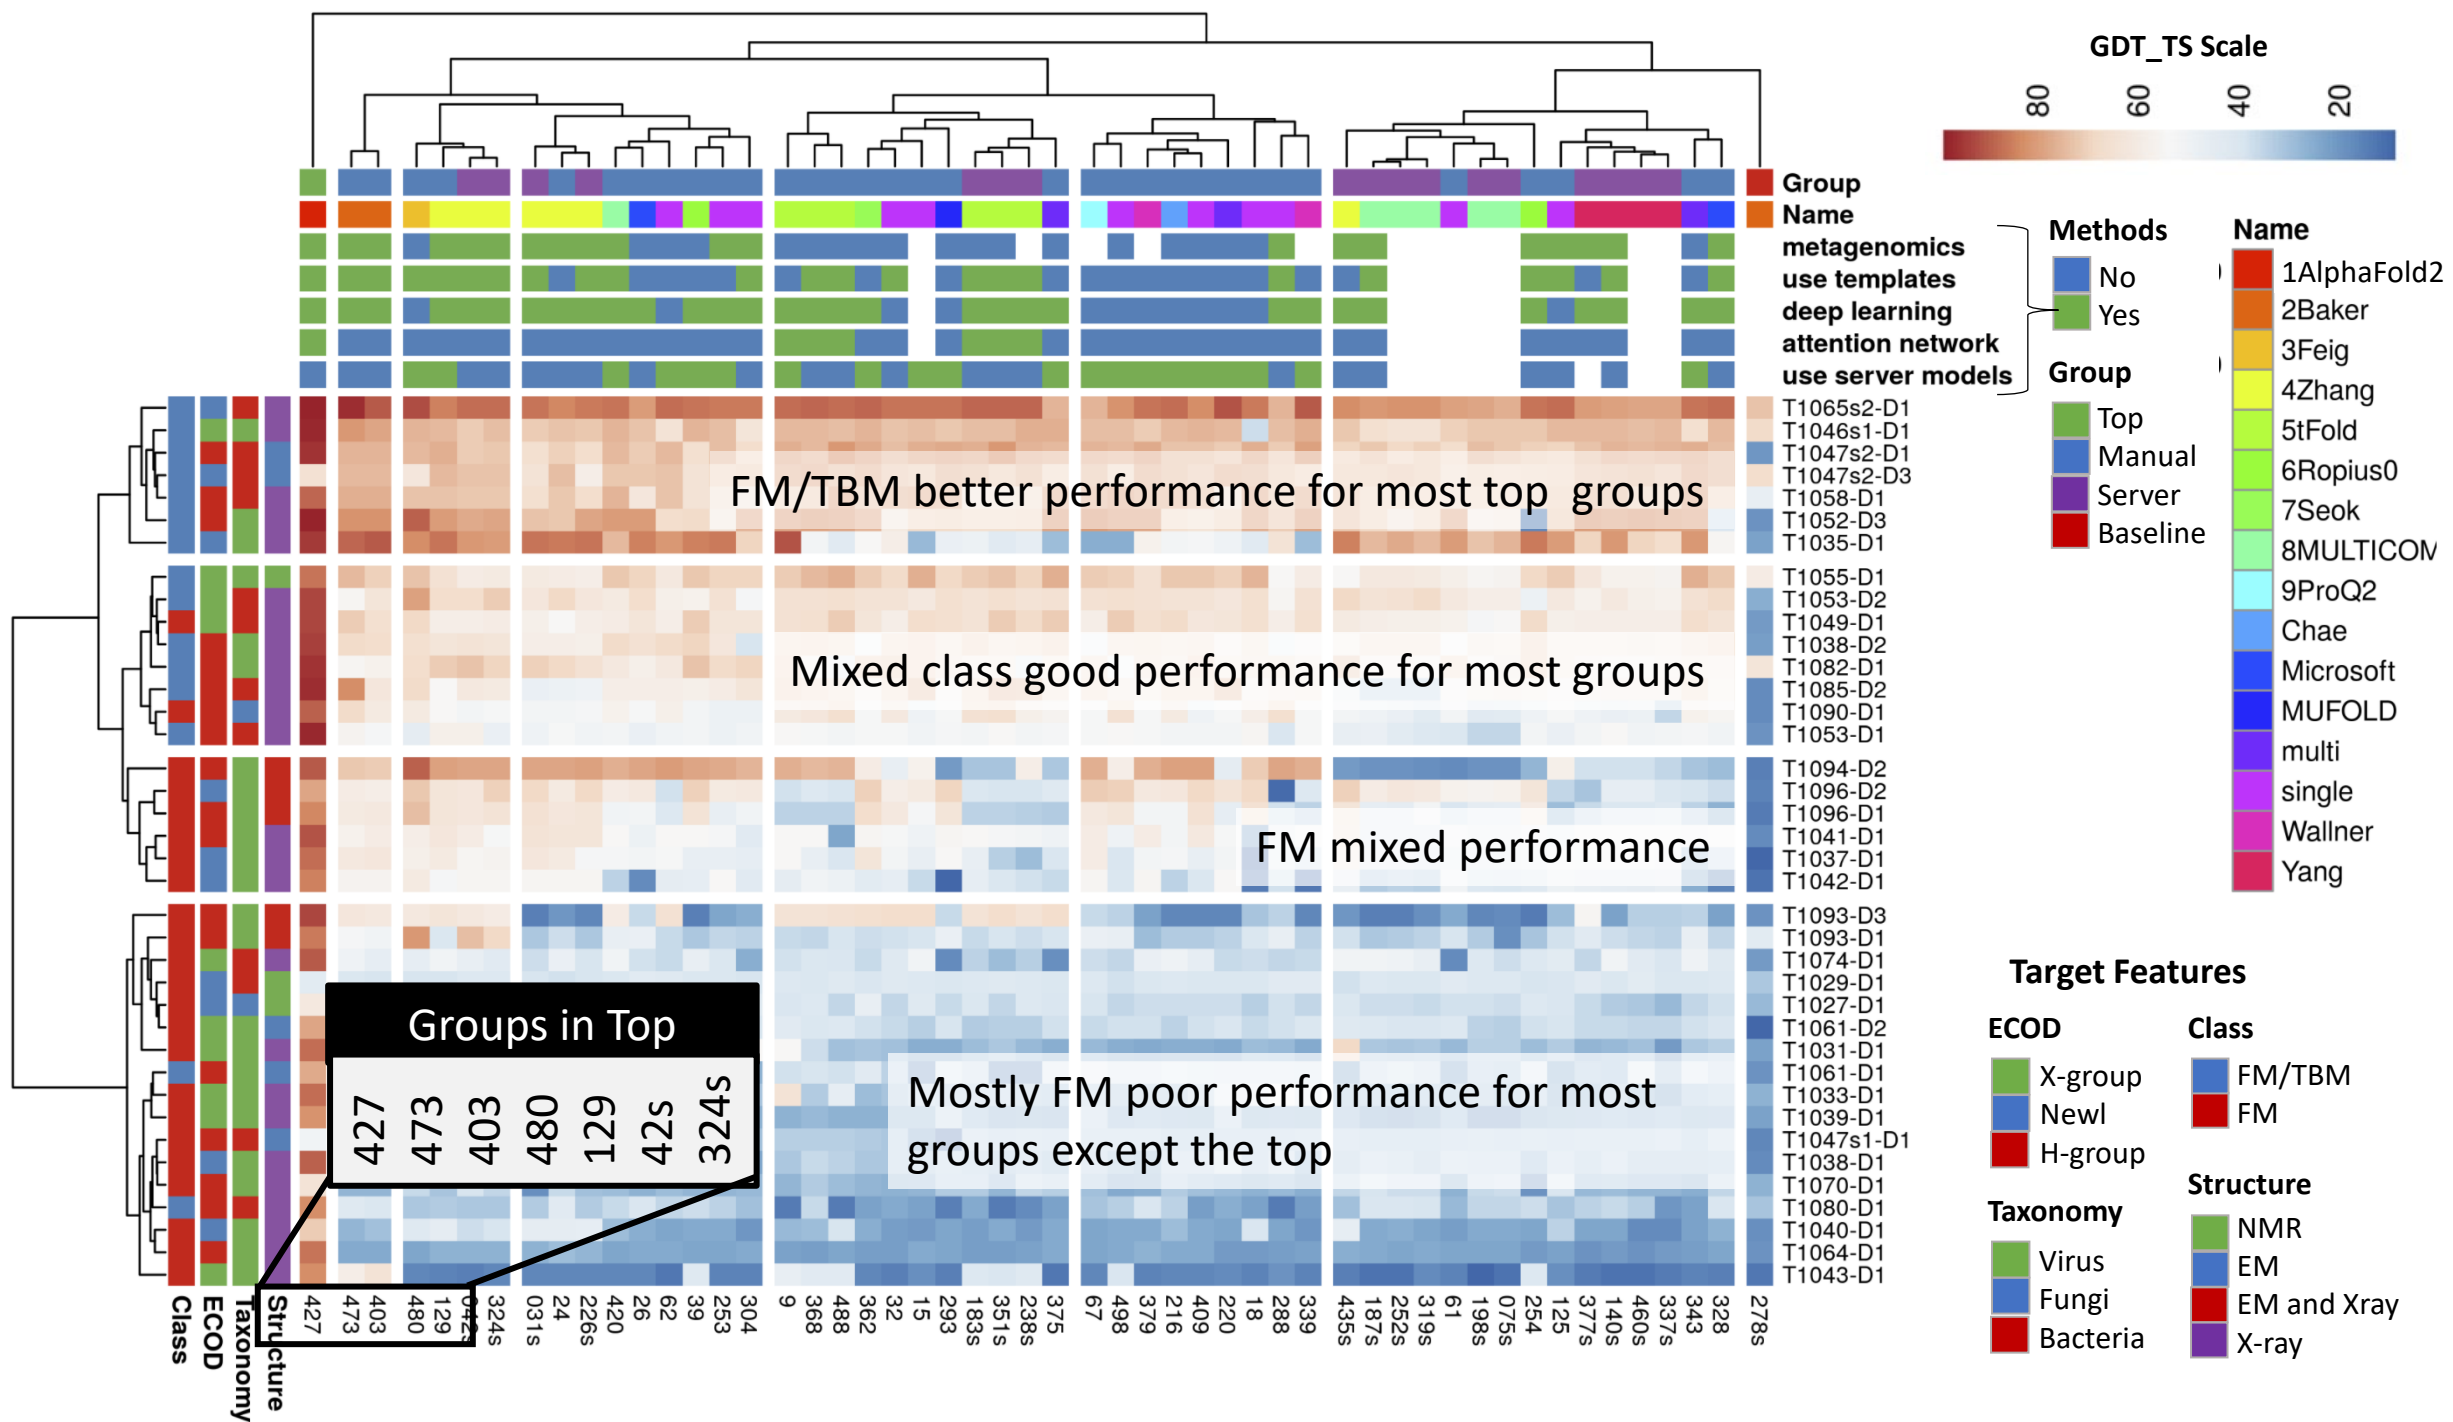 GDT_TS Scale
80 60 40 20
Group
Name
metagenomics
use templates
deep learning
attention network
use server models
Methods
No
Yes
Group
Top
Manual
Server
Baseline
Name
1AlphaFold2
2Baker
3Feig
4Zhang
5tFold
6Ropius0
7Seok
8MULTICOM
9ProQ2
Chae
Microsoft
MUFOLD
multi
single
Wallner
Yang
T1065s2-D1
T1046s1-D1
T1047s2-D1
T1047s2-D3
T1058-D1
T1052-D3
T1035-D1
FM/TBM better performance for most top groups
T1055-D1
T1053-D2
T1049-D1
T1038-D2
T1082-D1
T1085-D2
T1090-D1
T1053-D1
Mixed class good performance for most groups
T1094-D2
T1096-D2
T1096-D1
T1041-D1
T1037-D1
T1042-D1
FM mixed performance
T1093-D3
T1093-D1
T1074-D1
T1029-D1
T1027-D1
T1061-D2
T1031-D1
T1061-D1
T1033-D1
T1039-D1
T1047s1-D1
T1038-D1
T1070-D1
T1080-D1
T1040-D1
T1064-D1
T1043-D1
Mostly FM poor performance for most
groups except the top
Groups in Top
427 473 403 480 129 42s 324s
Class ECOD Taxonomy Structure
427 473 403 480 129 042s 324s 031s 24 226s 420 26 62 39 253 304 9 368 488 362 32 15 293 183s 351s 238s 375 67 498 379 216 409 220 18 288 339 435s 187s 252s 319s 61 198s 075s 254 125 377s 140s 460s 337s 343 328 278s
Target Features
ECOD
X-group
Newl
H-group
Class
FM/TBM
FM
Taxonomy
Virus
Fungi
Bacteria
Structure
NMR
EM
EM and Xray
X-ray